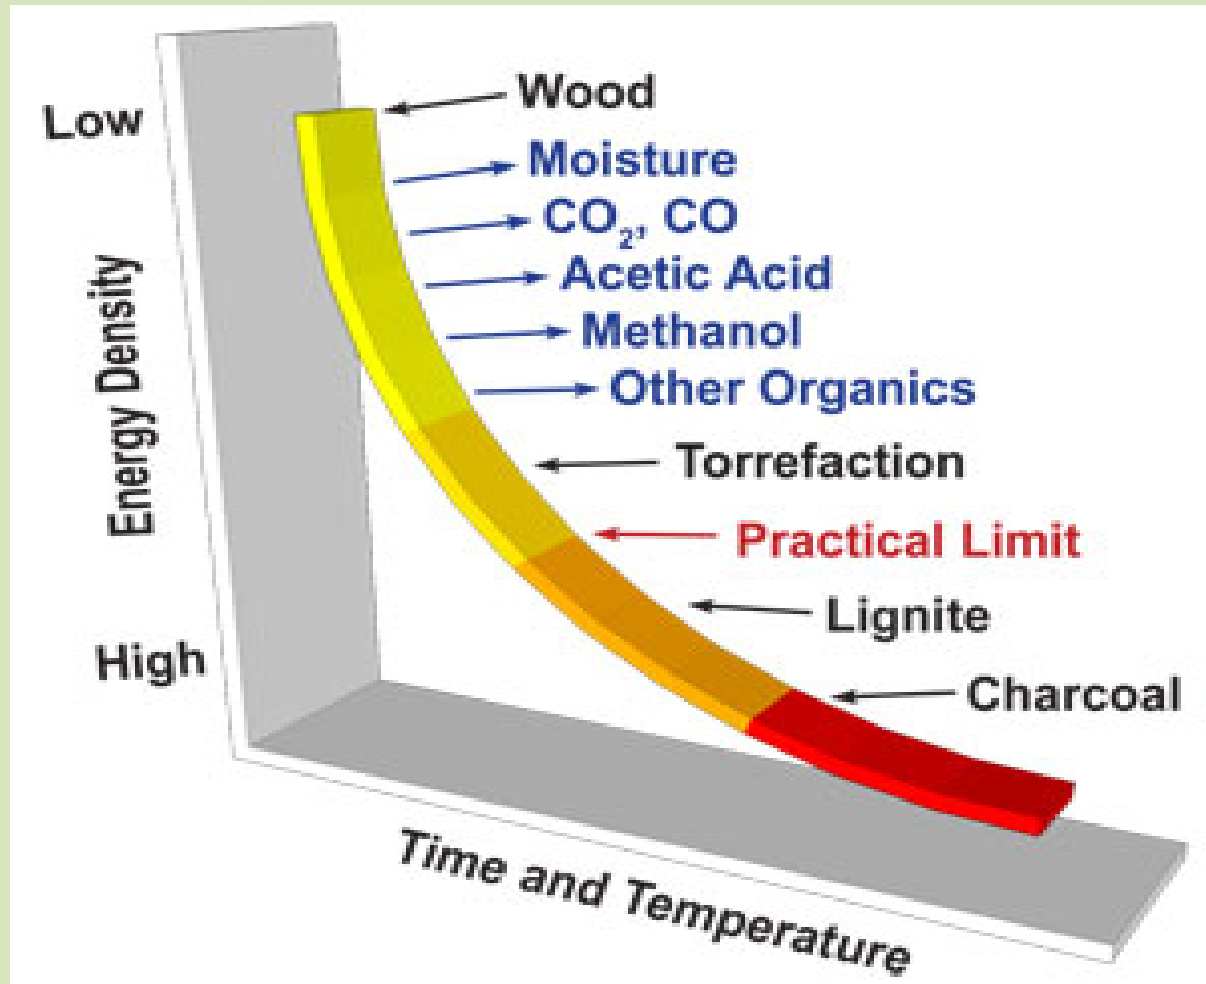 Wood
Low
Moisture
CO₂, CO
Acetic Acid
Methanol
Other Organics
Energy Density
Torrefaction
Practical Limit
Lignite
High
Charcoal
Time and Temperature